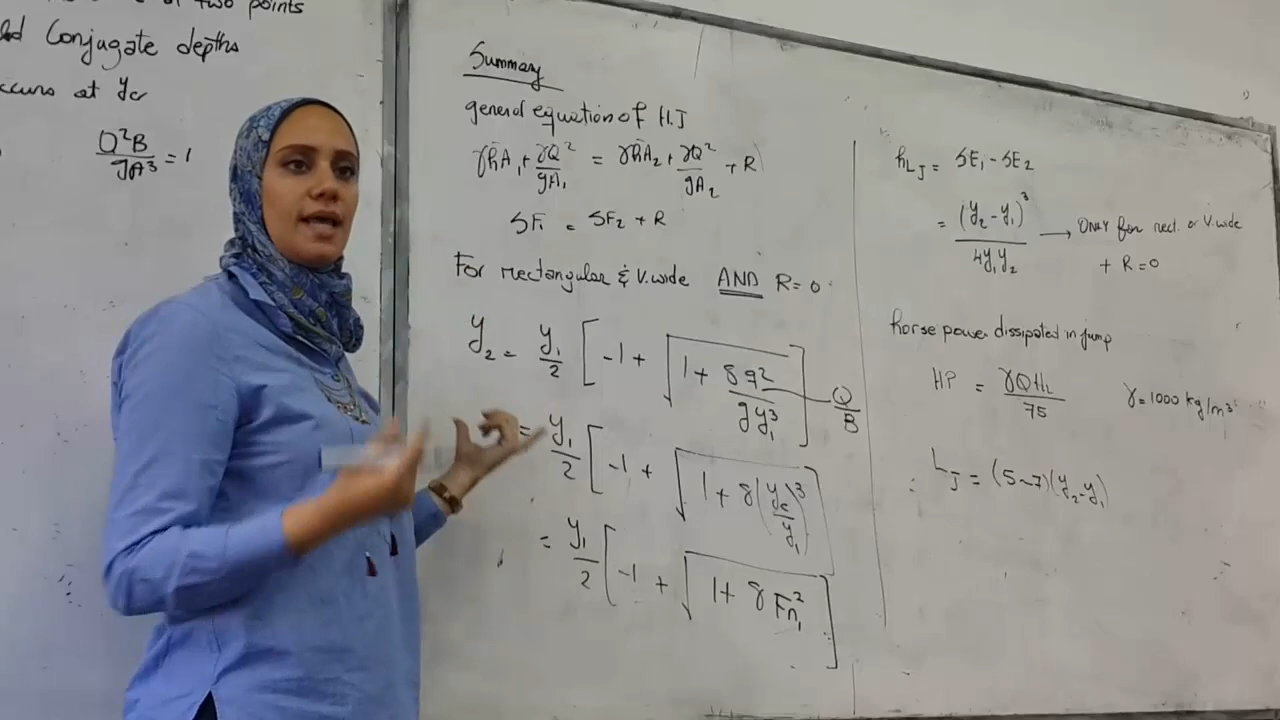 two points
Conjugate depths
occurs at yc
Q²B/gA³ = 1
Summary
general equation of H.J
γh̄A₁ + γQ²/gA₁ = γh̄A₂ + γQ²/gA₂ + R
SF₁ = SF₂ + R
For rectangular & V.wide AND R=0
y₂ = y₁/2 [-1 + √(1 + 8q²/gy₁³)] Q/B
= y₁/2 [-1 + √(1 + 8(yc/y₁)³)]
= y₁/2 [-1 + √(1 + 8Fn₁²)]
hLJ = SE₁ - SE₂
= (y₂-y₁)³/4y₁y₂ → ONLY for rect. or V.wide
+ R=0
horse power dissipated in jump
HP = γQHL/75 γ=1000 kg/m³
LJ = (5~7)(y₂-y₁)